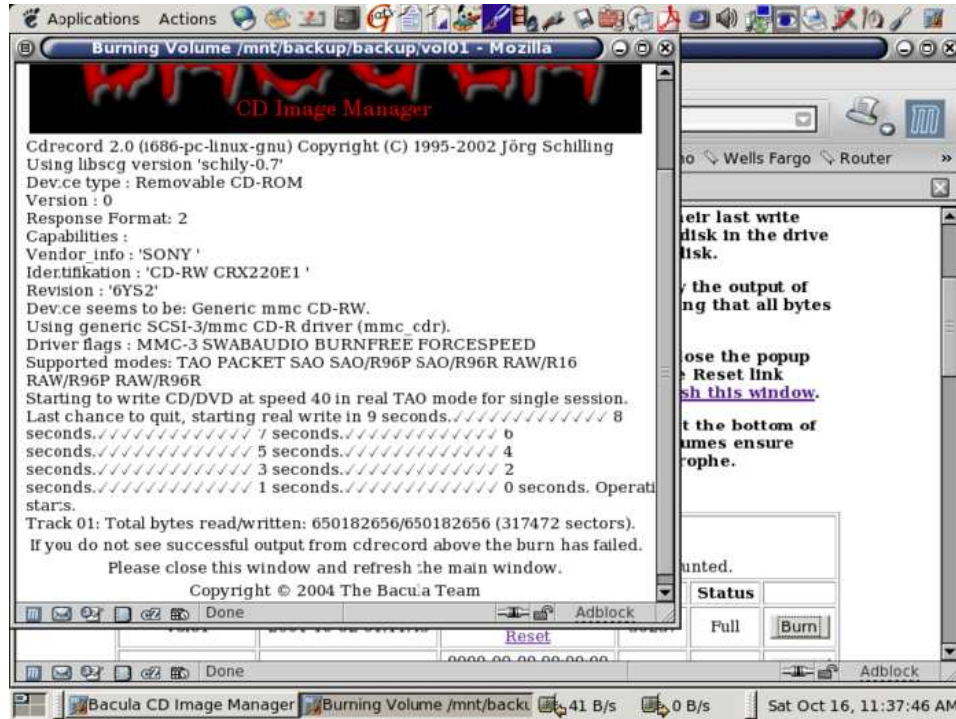 Applications Actions
Burning Volume /mnt/backup/backup/vol01 - Mozilla
CD Image Manager
Cdrecord 2.0 (i686-pc-linux-gnu) Copyright (C) 1995-2002 Jörg Schilling
Using libscg version 'schily-0.7'
Device type : Removable CD-ROM
Version : 0
Response Format: 2
Capabilities :
Vendor_info : 'SONY '
Identifikation : 'CD-RW CRX220E1 '
Revision : '6YS2'
Device seems to be: Generic mmc CD-RW.
Using generic SCSI-3/mmc CD-R driver (mmc_cdr).
Driver flags : MMC-3 SWABAUDIO BURNFREE FORCESPEED
Supported modes: TAO PACKET SAO SAO/R96P SAO/R96R RAW/R16
RAW/R96P RAW/R96R
Starting to write CD/DVD at speed 40 in real TAO mode for single session.
Last chance to quit, starting real write in 9 seconds.✓✓✓✓✓✓✓✓✓✓✓✓✓ 8
seconds.✓✓✓✓✓✓✓✓✓✓✓✓✓ 7 seconds.✓✓✓✓✓✓✓✓✓✓✓✓✓ 6
seconds.✓✓✓✓✓✓✓✓✓✓✓✓✓ 5 seconds.✓✓✓✓✓✓✓✓✓✓✓✓✓ 4
seconds.✓✓✓✓✓✓✓✓✓✓✓✓✓ 3 seconds.✓✓✓✓✓✓✓✓✓✓✓✓✓ 2
seconds.✓✓✓✓✓✓✓✓✓✓✓✓✓ 1 seconds.✓✓✓✓✓✓✓✓✓✓✓✓✓ 0 seconds. Operati
starts.
Track 01: Total bytes read/written: 650182656/650182656 (317472 sectors).
If you do not see successful output from cdrecord above the burn has failed.
Please close this window and refresh the main window.
Copyright © 2004 The Bacula Team
Done
Adblock
Wells Fargo
Router
»
eir last write
disk in the drive
disk.
the output of
ng that all bytes
ose the popup
Reset link
sh this window.
t the bottom of
umes ensure
rophe.
unted.
Status
Reset
Full
Burn
Done
Adblock
Bacula CD Image Manager
Burning Volume /mnt/backu
41 B/s
0 B/s
Sat Oct 16, 11:37:46 AM